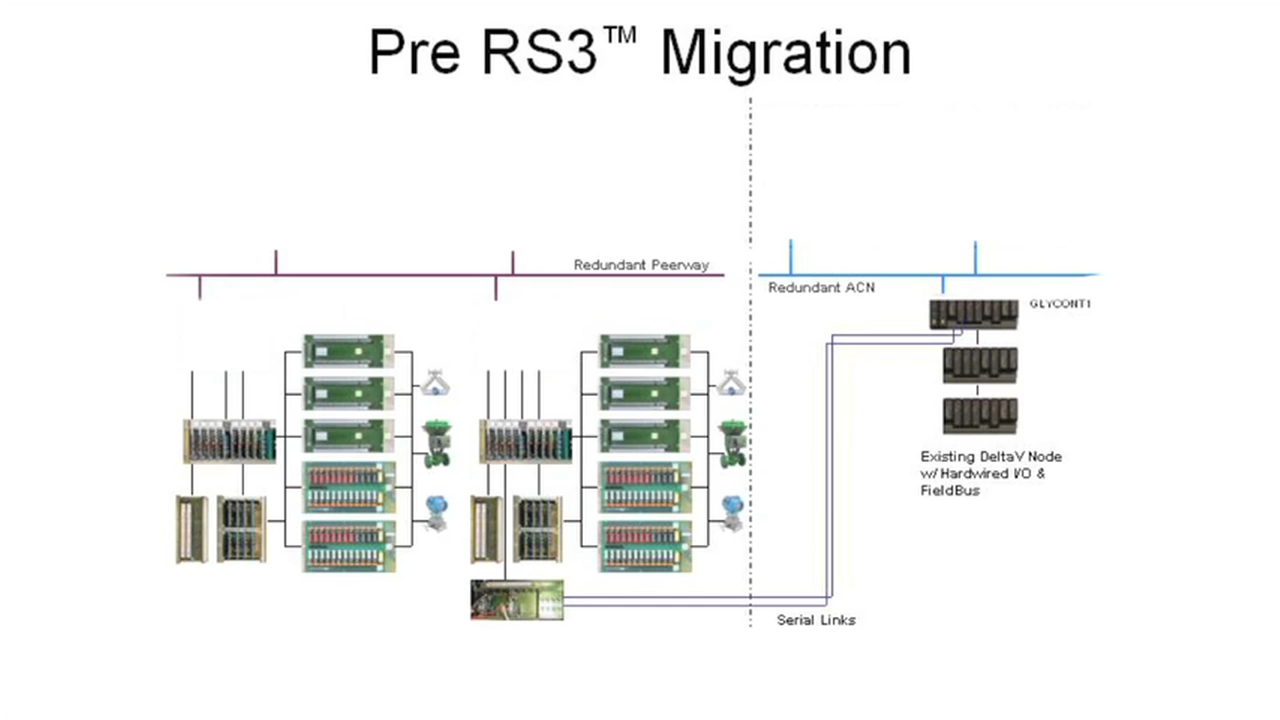 Pre RS3™ Migration
Redundant Peerway
Redundant ACN
GLYCONT1
Existing DeltaV Node
w/ Hardwired I/O &
FieldBus
Serial Links